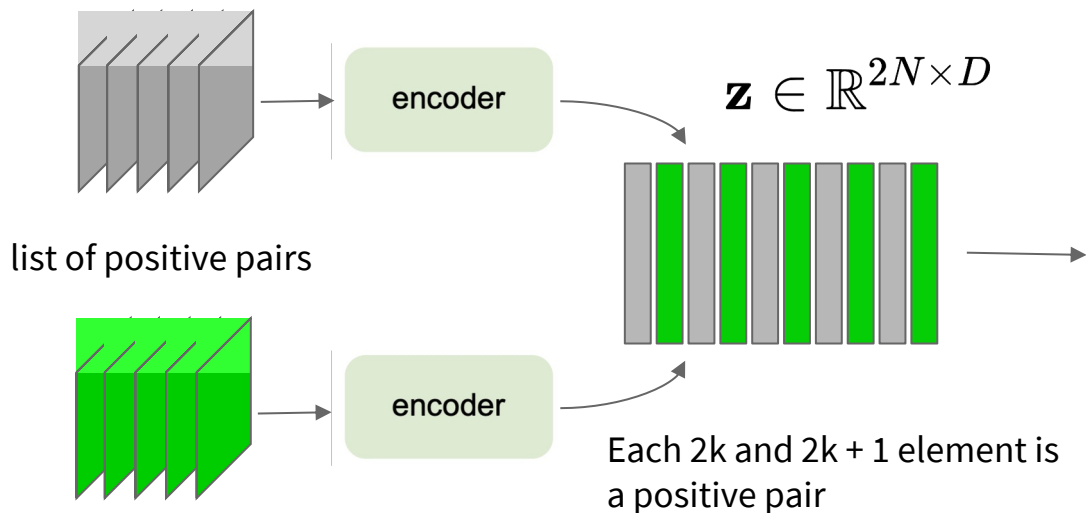 encoder
𝐳 ∈ ℝ^{2N×D}
list of positive pairs
encoder
Each 2k and 2k + 1 element is
a positive pair